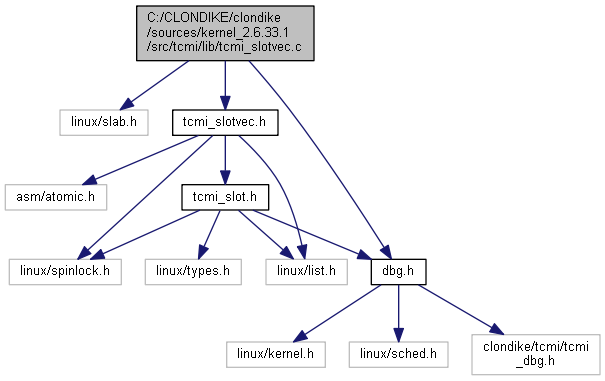 C:/CLONDIKE/clondike
/sources/kernel_2.6.33.1
/src/tcmi/lib/tcmi_slotvec.c
linux/slab.h
tcmi_slotvec.h
asm/atomic.h
tcmi_slot.h
linux/spinlock.h
linux/types.h
linux/list.h
dbg.h
linux/kernel.h
linux/sched.h
clondike/tcmi/tcmi
_dbg.h